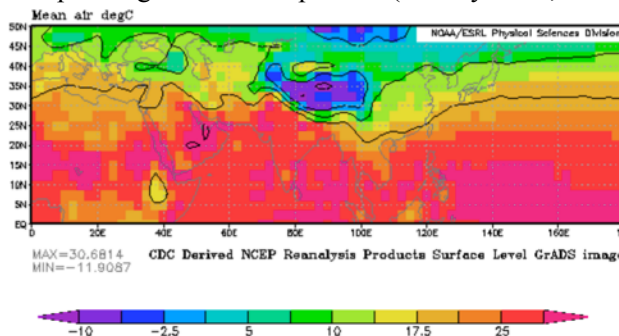 Mean air degC
NOAA/ESRL Physical Sciences Division
50N
45N
40N
35N
30N
25N
20N
15N
10N
5N
EQ
0 20E 40E 60E 80E 100E 120E 140E 160E
MAX=30.6814
MIN=-11.9087
CDC Derived NCEP Reanalysis Products Surface Level GrADS image
-10 -2.5 5 10 17.5 25